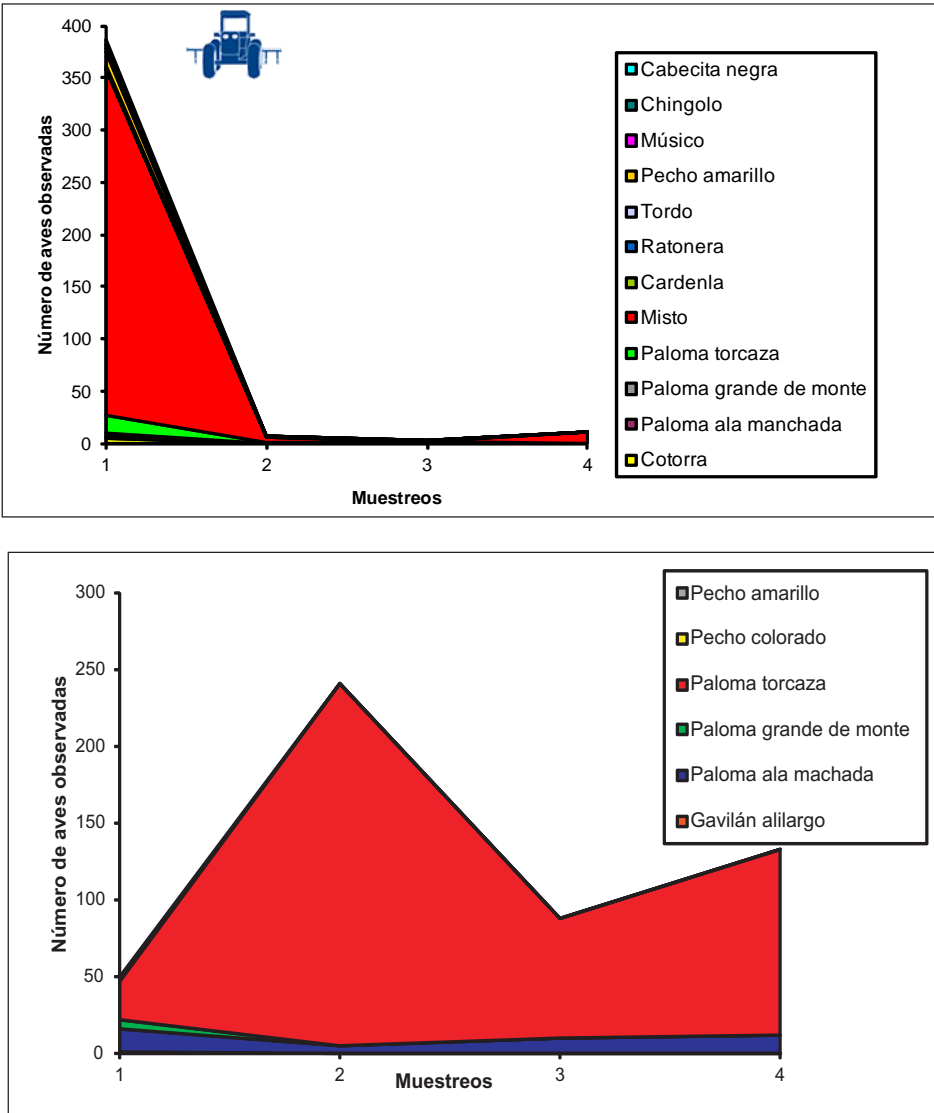 400
350
300
250
200
150
100
50
0
Número de aves observadas
1 2 3 4
Muestreos
Cabecita negra
Chingolo
Músico
Pecho amarillo
Tordo
Ratonera
Cardenla
Misto
Paloma torcaza
Paloma grande de monte
Paloma ala manchada
Cotorra
300
250
200
150
100
50
0
Número de aves observadas
1 2 3 4
Muestreos
Pecho amarillo
Pecho colorado
Paloma torcaza
Paloma grande de monte
Paloma ala machada
Gavilán alilargo